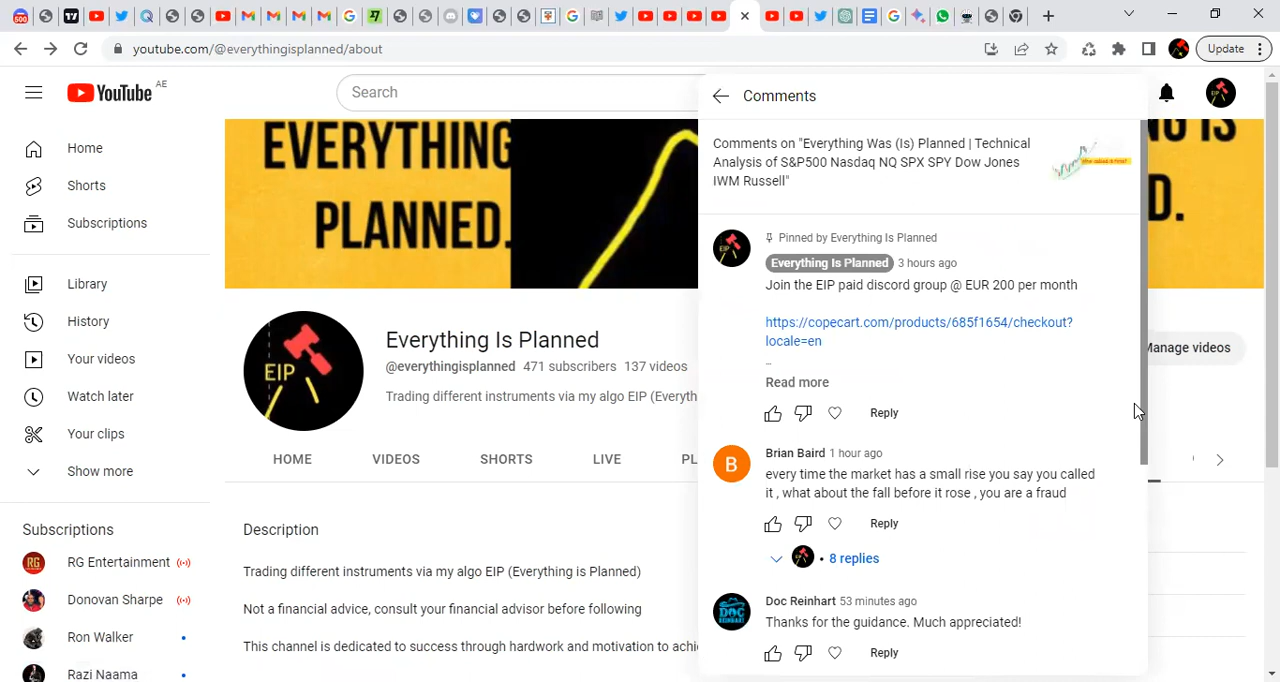 youtube.com/@everythingisplanned/about
Update
YouTube AE
Search
Home
Shorts
Subscriptions
Library
History
Your videos
Watch later
Your clips
Show more
Subscriptions
RG Entertainment
Donovan Sharpe
Ron Walker
Razi Naama
EVERYTHING
PLANNED.
EIP
Everything Is Planned
@everythingisplanned 471 subscribers 137 videos
Trading different instruments via my algo EIP (Everyth
Manage videos
HOME VIDEOS SHORTS LIVE PL
Description
Trading different instruments via my algo EIP (Everything is Planned)
Not a financial advice, consult your financial advisor before following
This channel is dedicated to success through hardwork and motivation to achi
Comments
Comments on "Everything Was (Is) Planned | Technical
Analysis of S&P500 Nasdaq NQ SPX SPY Dow Jones
IWM Russell"
Pinned by Everything Is Planned
Everything Is Planned 3 hours ago
Join the EIP paid discord group @ EUR 200 per month
https://copecart.com/products/685f1654/checkout?
locale=en
..
Read more
Reply
Brian Baird 1 hour ago
every time the market has a small rise you say you called
it , what about the fall before it rose , you are a fraud
Reply
8 replies
Doc Reinhart 53 minutes ago
Thanks for the guidance. Much appreciated!
Reply